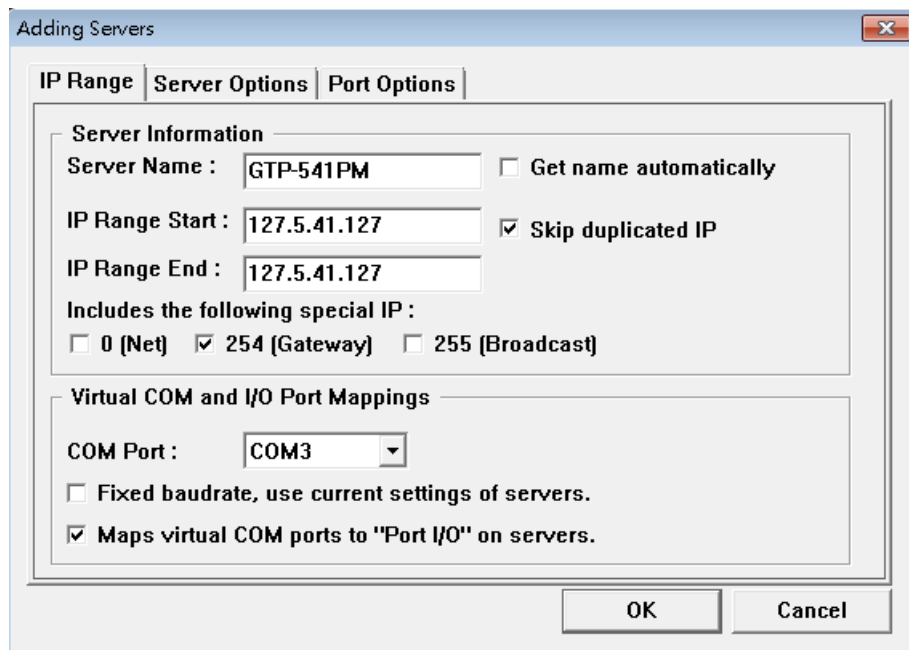 Adding Servers
IP Range Server Options Port Options
Server Information
Server Name : GTP-541PM Get name automatically
IP Range Start : 127.5.41.127 Skip duplicated IP
IP Range End : 127.5.41.127
Includes the following special IP :
0 (Net) 254 (Gateway) 255 (Broadcast)
Virtual COM and I/O Port Mappings
COM Port : COM3
Fixed baudrate, use current settings of servers.
Maps virtual COM ports to "Port I/O" on servers.
OK Cancel